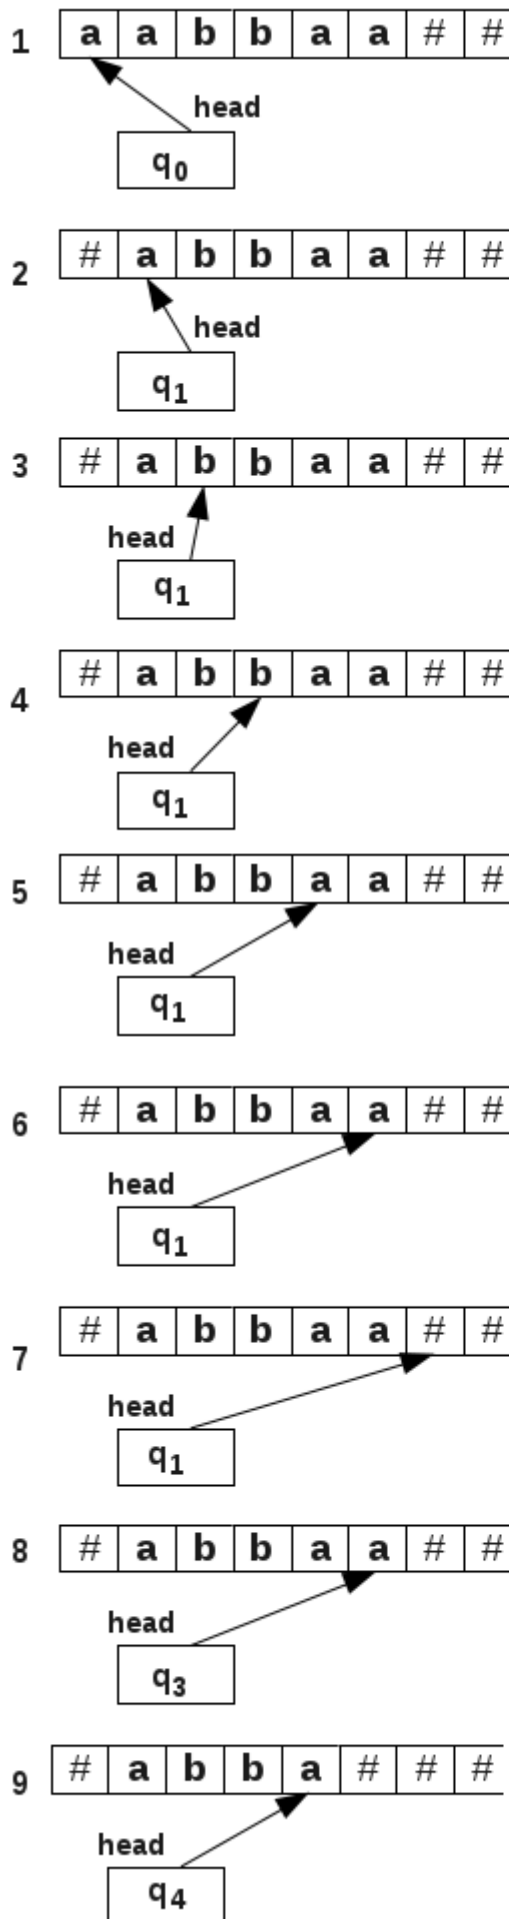 1 a a b b a a # #
head
q0
2 # a b b a a # #
head
q1
3 # a b b a a # #
head
q1
4 # a b b a a # #
head
q1
5 # a b b a a # #
head
q1
6 # a b b a a # #
head
q1
7 # a b b a a # #
head
q1
8 # a b b a a # #
head
q3
9 # a b b a # # #
head
q4